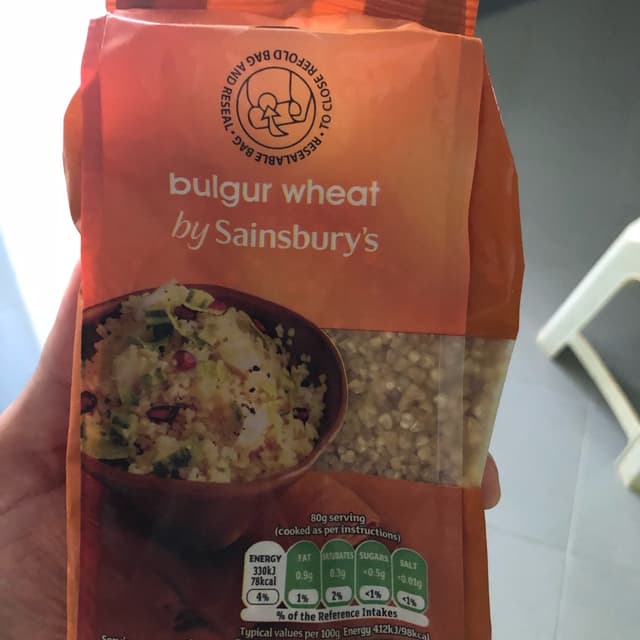 RESEALABLE BAG • TO CLOSE REFOLD BAG AND RESEAL •
bulgur wheat
by Sainsbury's
80g serving
(cooked as per instructions)
ENERGY FAT SATURATES SUGARS SALT
330kJ 0.9g 0.3g <0.5g <0.01g
78kcal
4% 1% 2% <1% <1%
% of the Reference Intakes
Typical values per 100g Energy 412kJ/98kcal